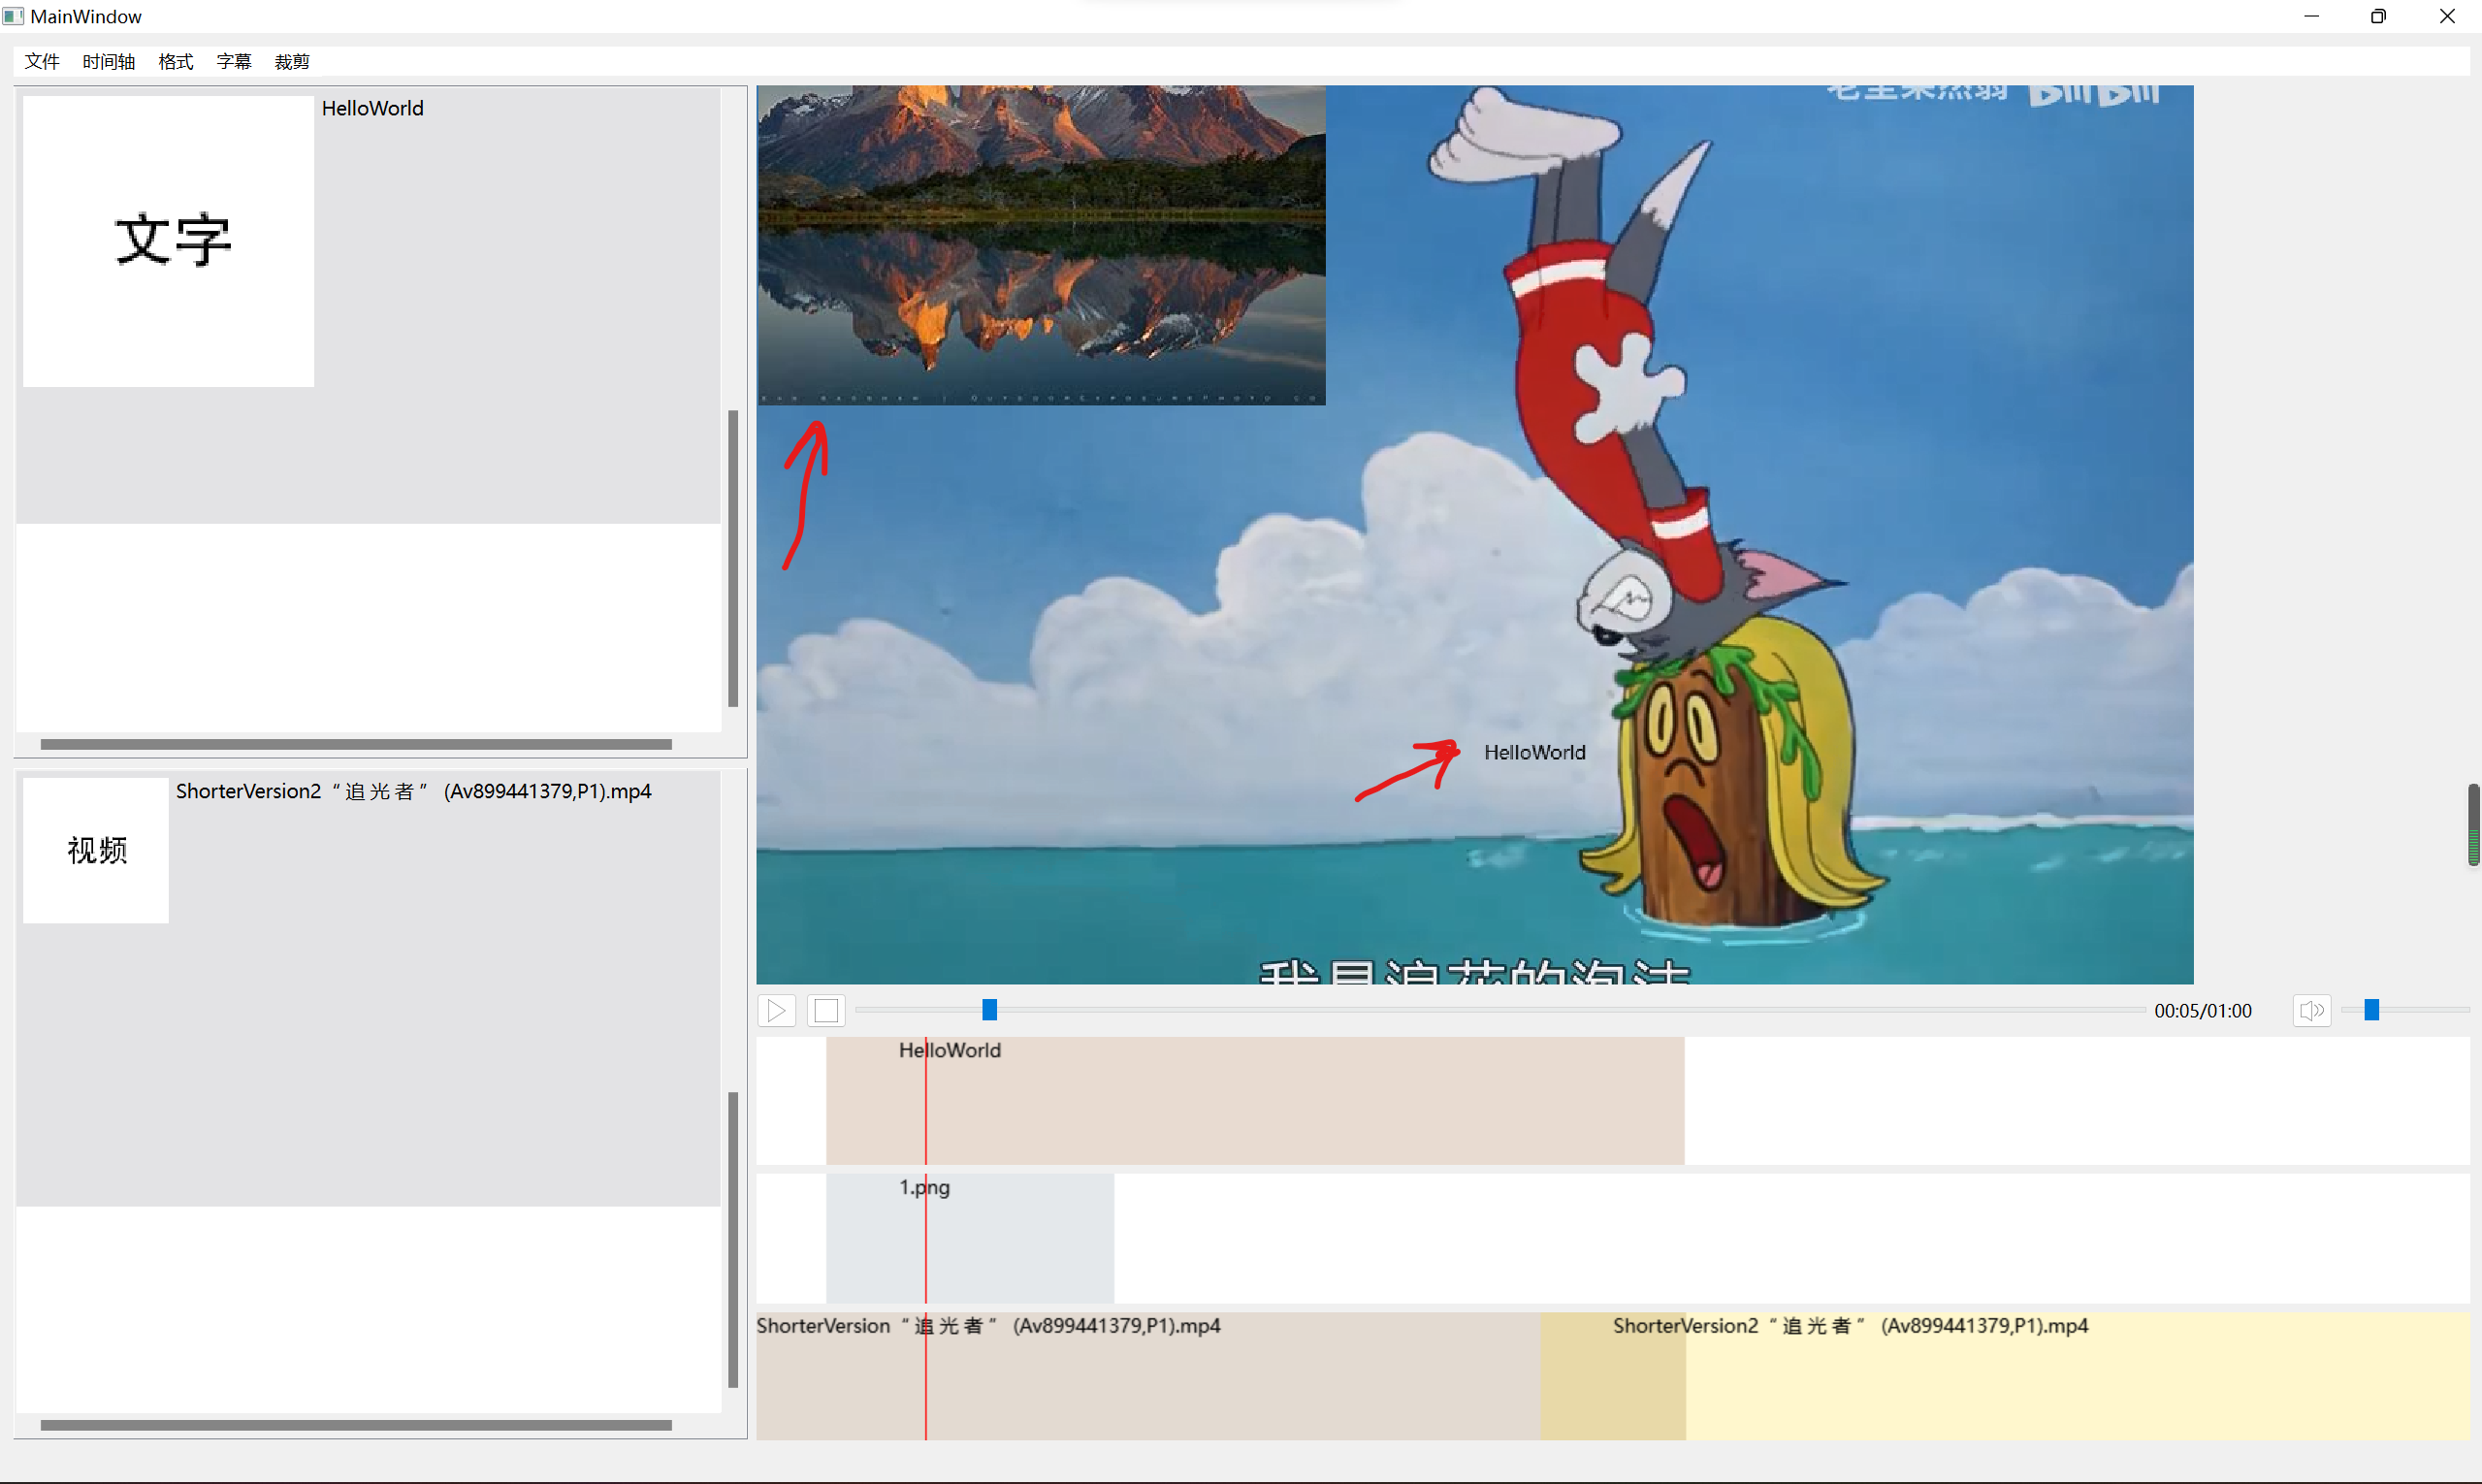 MainWindow
文件 时间轴 格式 字幕 裁剪
HelloWorld
文字
ShorterVersion2“追光者” (Av899441379,P1).mp4
视频
HelloWorld
00:05/01:00
HelloWorld
1.png
ShorterVersion“追光者” (Av899441379,P1).mp4
ShorterVersion2“追光者” (Av899441379,P1).mp4